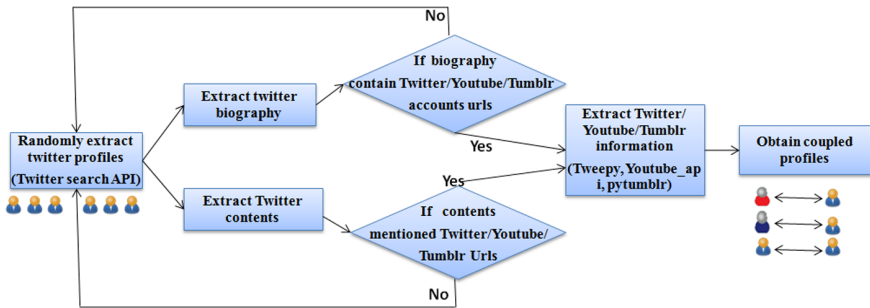 No
If biography
contain Twitter/Youtube/Tumblr
accounts urls
Extract twitter
biography
Yes
Randomly extract
twitter profiles
(Twitter search API)
Extract Twitter/
Youtube/Tumblr
information
(Tweepy, Youtube_ap
i, pytumblr)
Obtain coupled
profiles
Extract Twitter
contents
Yes
If contents
mentioned Twitter/Youtube/
Tumblr Urls
No